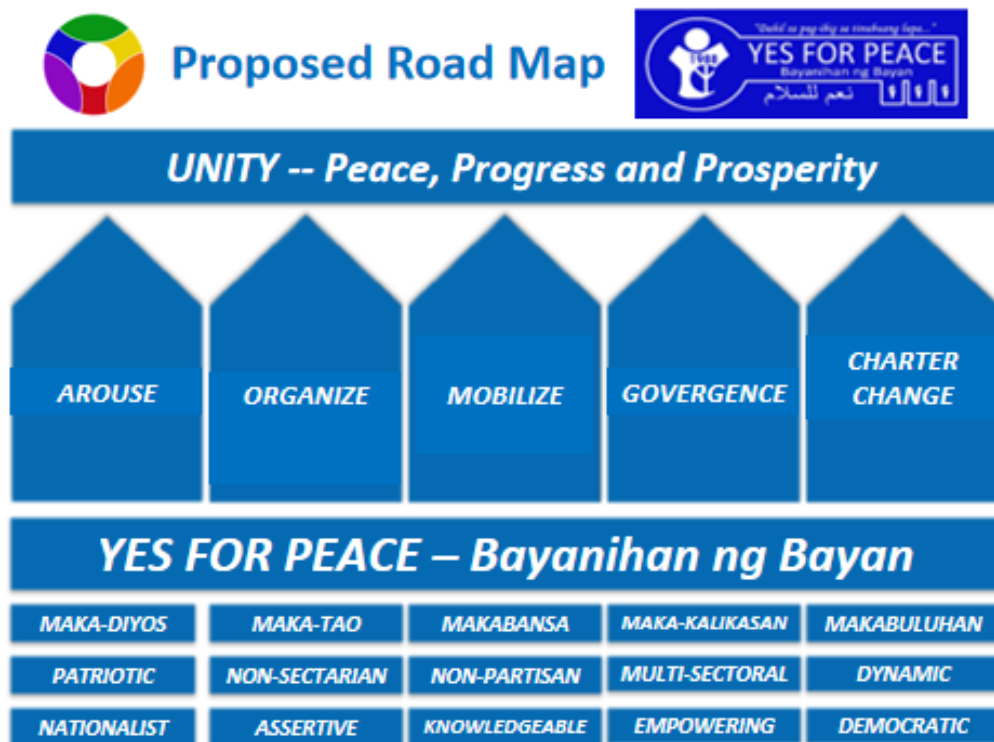 Proposed Road Map
"Dahil sa pag-ibig sa tinubuang lupa..."
1988
YES FOR PEACE
Bayanihan ng Bayan
نعم للسلام
UNITY -- Peace, Progress and Prosperity
AROUSE
ORGANIZE
MOBILIZE
GOVERGENCE
CHARTER
CHANGE
YES FOR PEACE – Bayanihan ng Bayan
MAKA-DIYOS
MAKA-TAO
MAKABANSA
MAKA-KALIKASAN
MAKABULUHAN
PATRIOTIC
NON-SECTARIAN
NON-PARTISAN
MULTI-SECTORAL
DYNAMIC
NATIONALIST
ASSERTIVE
KNOWLEDGEABLE
EMPOWERING
DEMOCRATIC